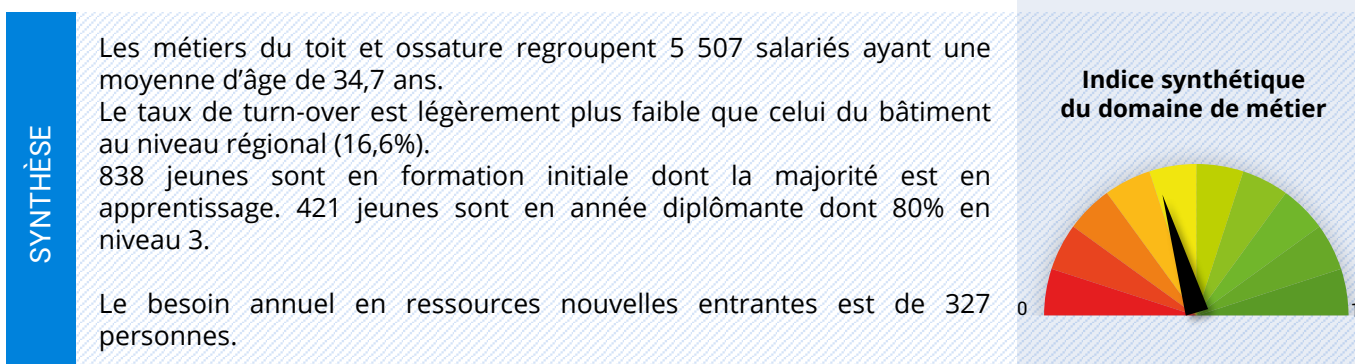 SYNTHÈSE
Les métiers du toit et ossature regroupent 5 507 salariés ayant une
moyenne d'âge de 34,7 ans.
Le taux de turn-over est légèrement plus faible que celui du bâtiment
au niveau régional (16,6%).
838 jeunes sont en formation initiale dont la majorité est en
apprentissage. 421 jeunes sont en année diplômante dont 80% en
niveau 3.
Le besoin annuel en ressources nouvelles entrantes est de 327
personnes.
Indice synthétique
du domaine de métier
0